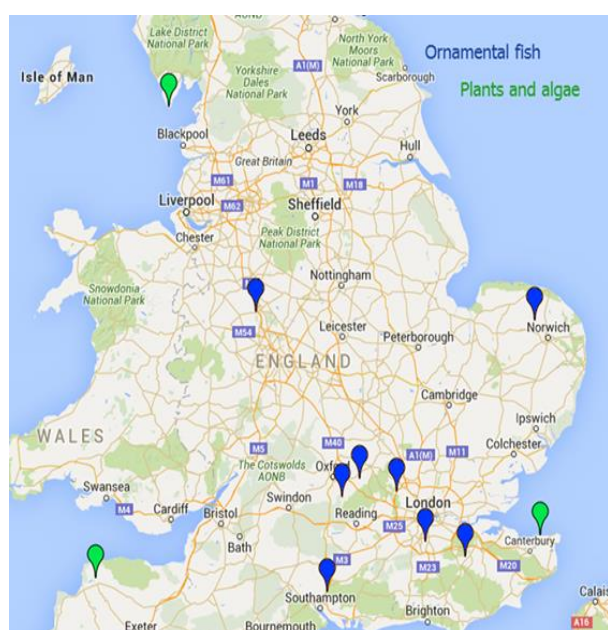 Lake District
National Park
North York
Moors
National Park
A1(M)
Scarborough
Ornamental fish
Isle of Man
Yorkshire
Dales
National Park
Plants and algae
York
Blackpool
Leeds
Great Britain
Hull
M61
M1
M18
Liverpool
M62
Sheffield
Chester
Peak District
National Park
Snowdonia
National Park
Nottingham
M54
Leicester
Norwich
Peterborough
ENGLAND
Cambridge
WALES
Ipswich
M5
M40
A1(M)
M11
Colchester
The Cotswolds
AONB
Oxford
Swansea
Swindon
London
M4
Cardiff
Bristol
Reading
M25
Canterbury
Bath
M3
M23
M20
Southampton
Calais
Exeter
Bournemouth
Brighton
A16